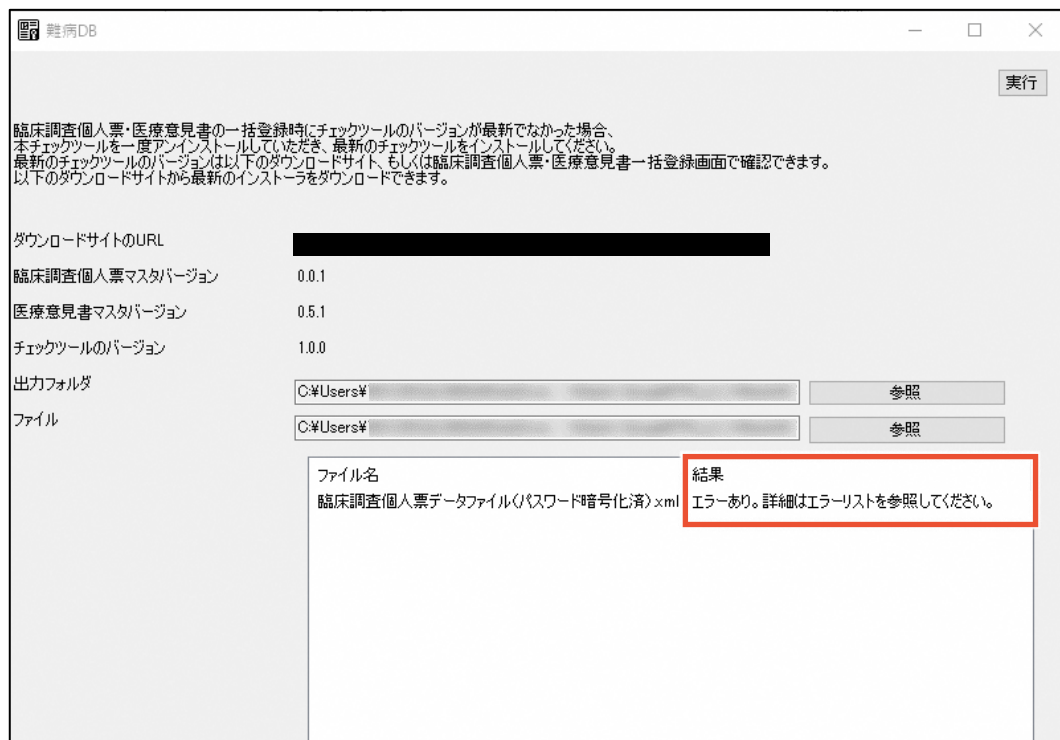 難病DB
実行
臨床調査個人票・医療意見書の一括登録時にチェックツールのバージョンが最新でなかった場合、
本チェックツールを一度アンインストールしていただき、最新のチェックツールをインストールしてください。
最新のチェックツールのバージョンは以下のダウンロードサイト、もしくは臨床調査個人票・医療意見書一括登録画面で確認できます。
以下のダウンロードサイトから最新のインストーラをダウンロードできます。
ダウンロードサイトのURL
臨床調査個人票マスタバージョン 0.0.1
医療意見書マスタバージョン 0.5.1
チェックツールのバージョン 1.0.0
出力フォルダ C:¥Users¥ 参照
ファイル C:¥Users¥ 参照
ファイル名 結果
臨床調査個人票データファイル(パスワード暗号化済).xml エラーあり。詳細はエラーリストを参照してください。